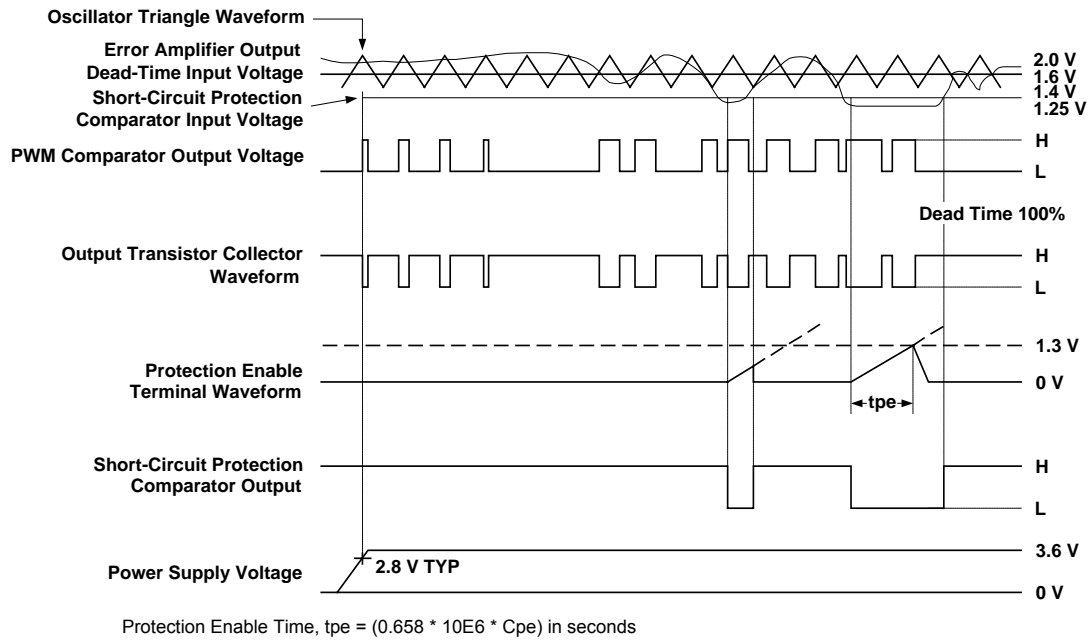 Oscillator Triangle Waveform
Error Amplifier Output
Dead-Time Input Voltage
Short-Circuit Protection
Comparator Input Voltage
2.0 V
1.6 V
1.4 V
1.25 V
PWM Comparator Output Voltage
H
L
Dead Time 100%
Output Transistor Collector
Waveform
H
L
Protection Enable
Terminal Waveform
1.3 V
0 V
tpe
Short-Circuit Protection
Comparator Output
H
L
Power Supply Voltage
2.8 V TYP
3.6 V
0 V
Protection Enable Time, tpe = (0.658 * 10E6 * Cpe) in seconds